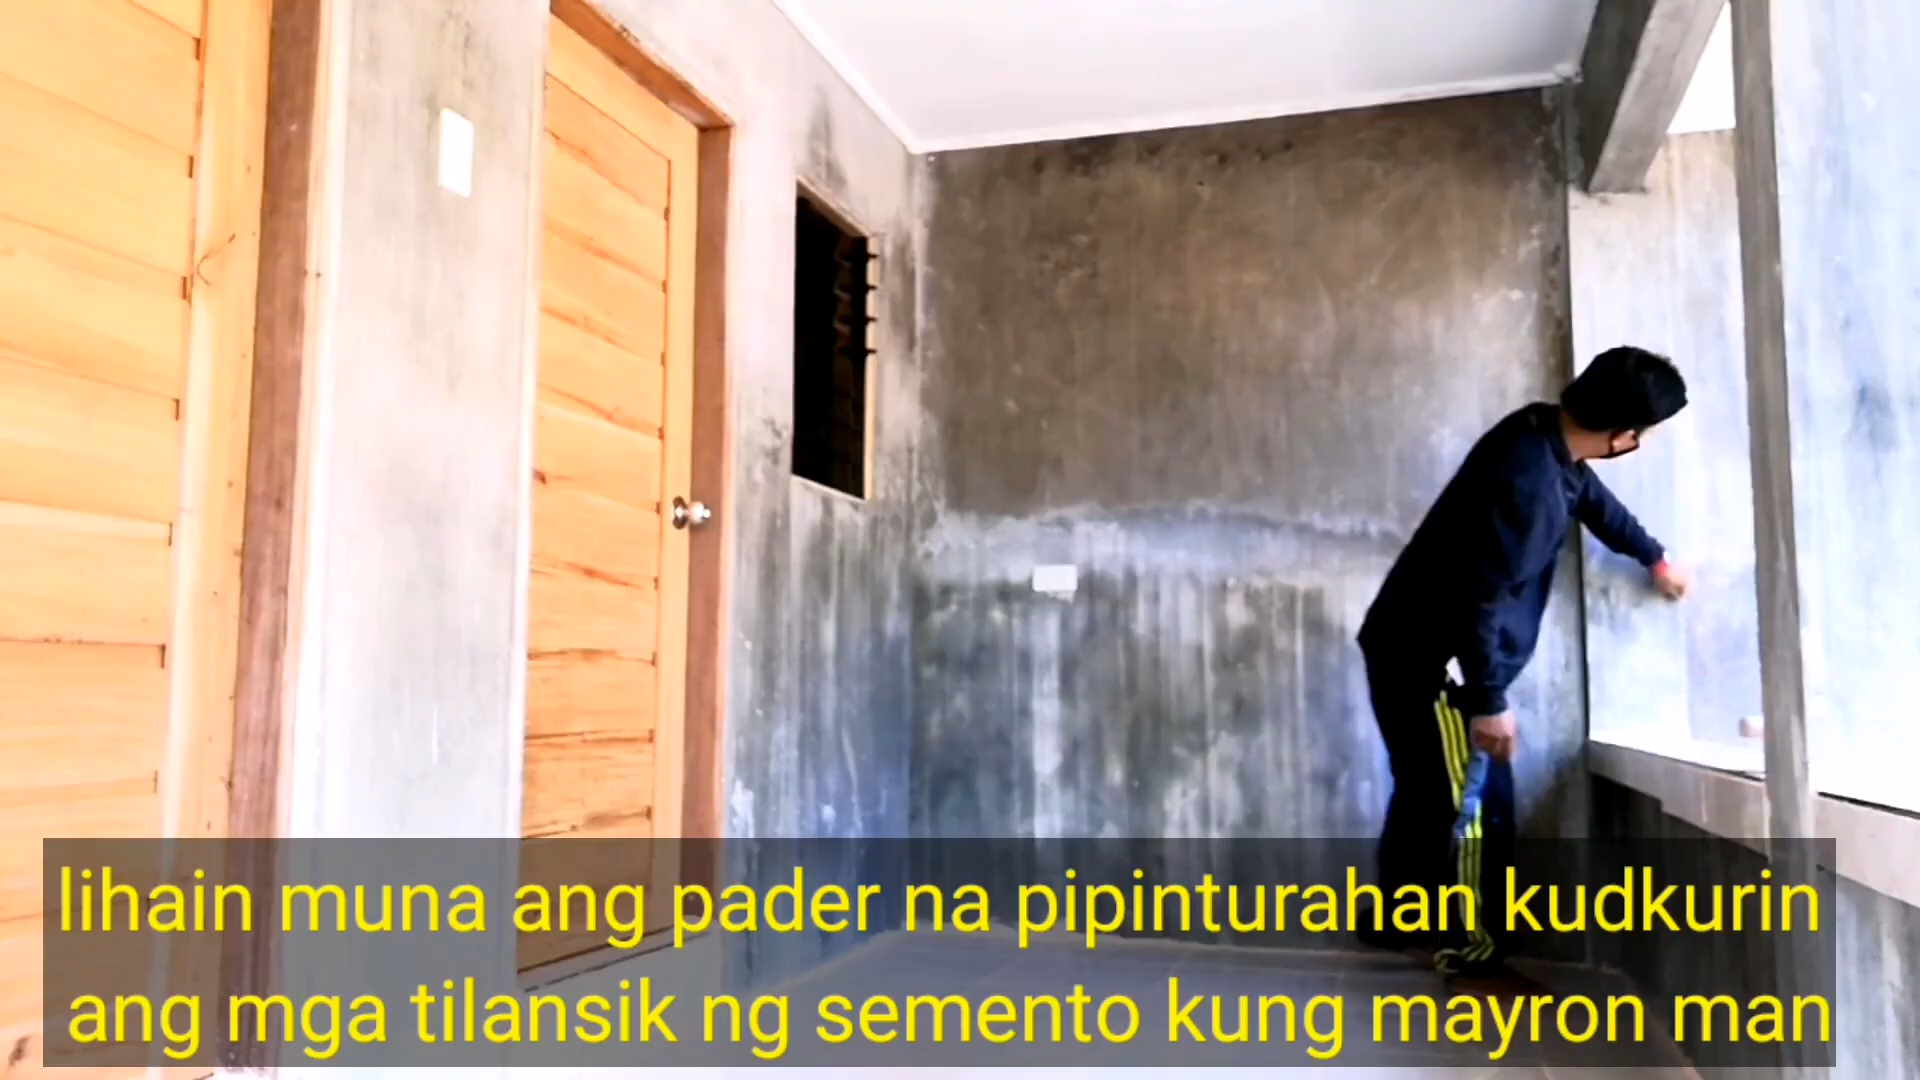 lihain muna ang pader na pipinturahan kudkurin
ang mga tilansik ng semento kung mayron man